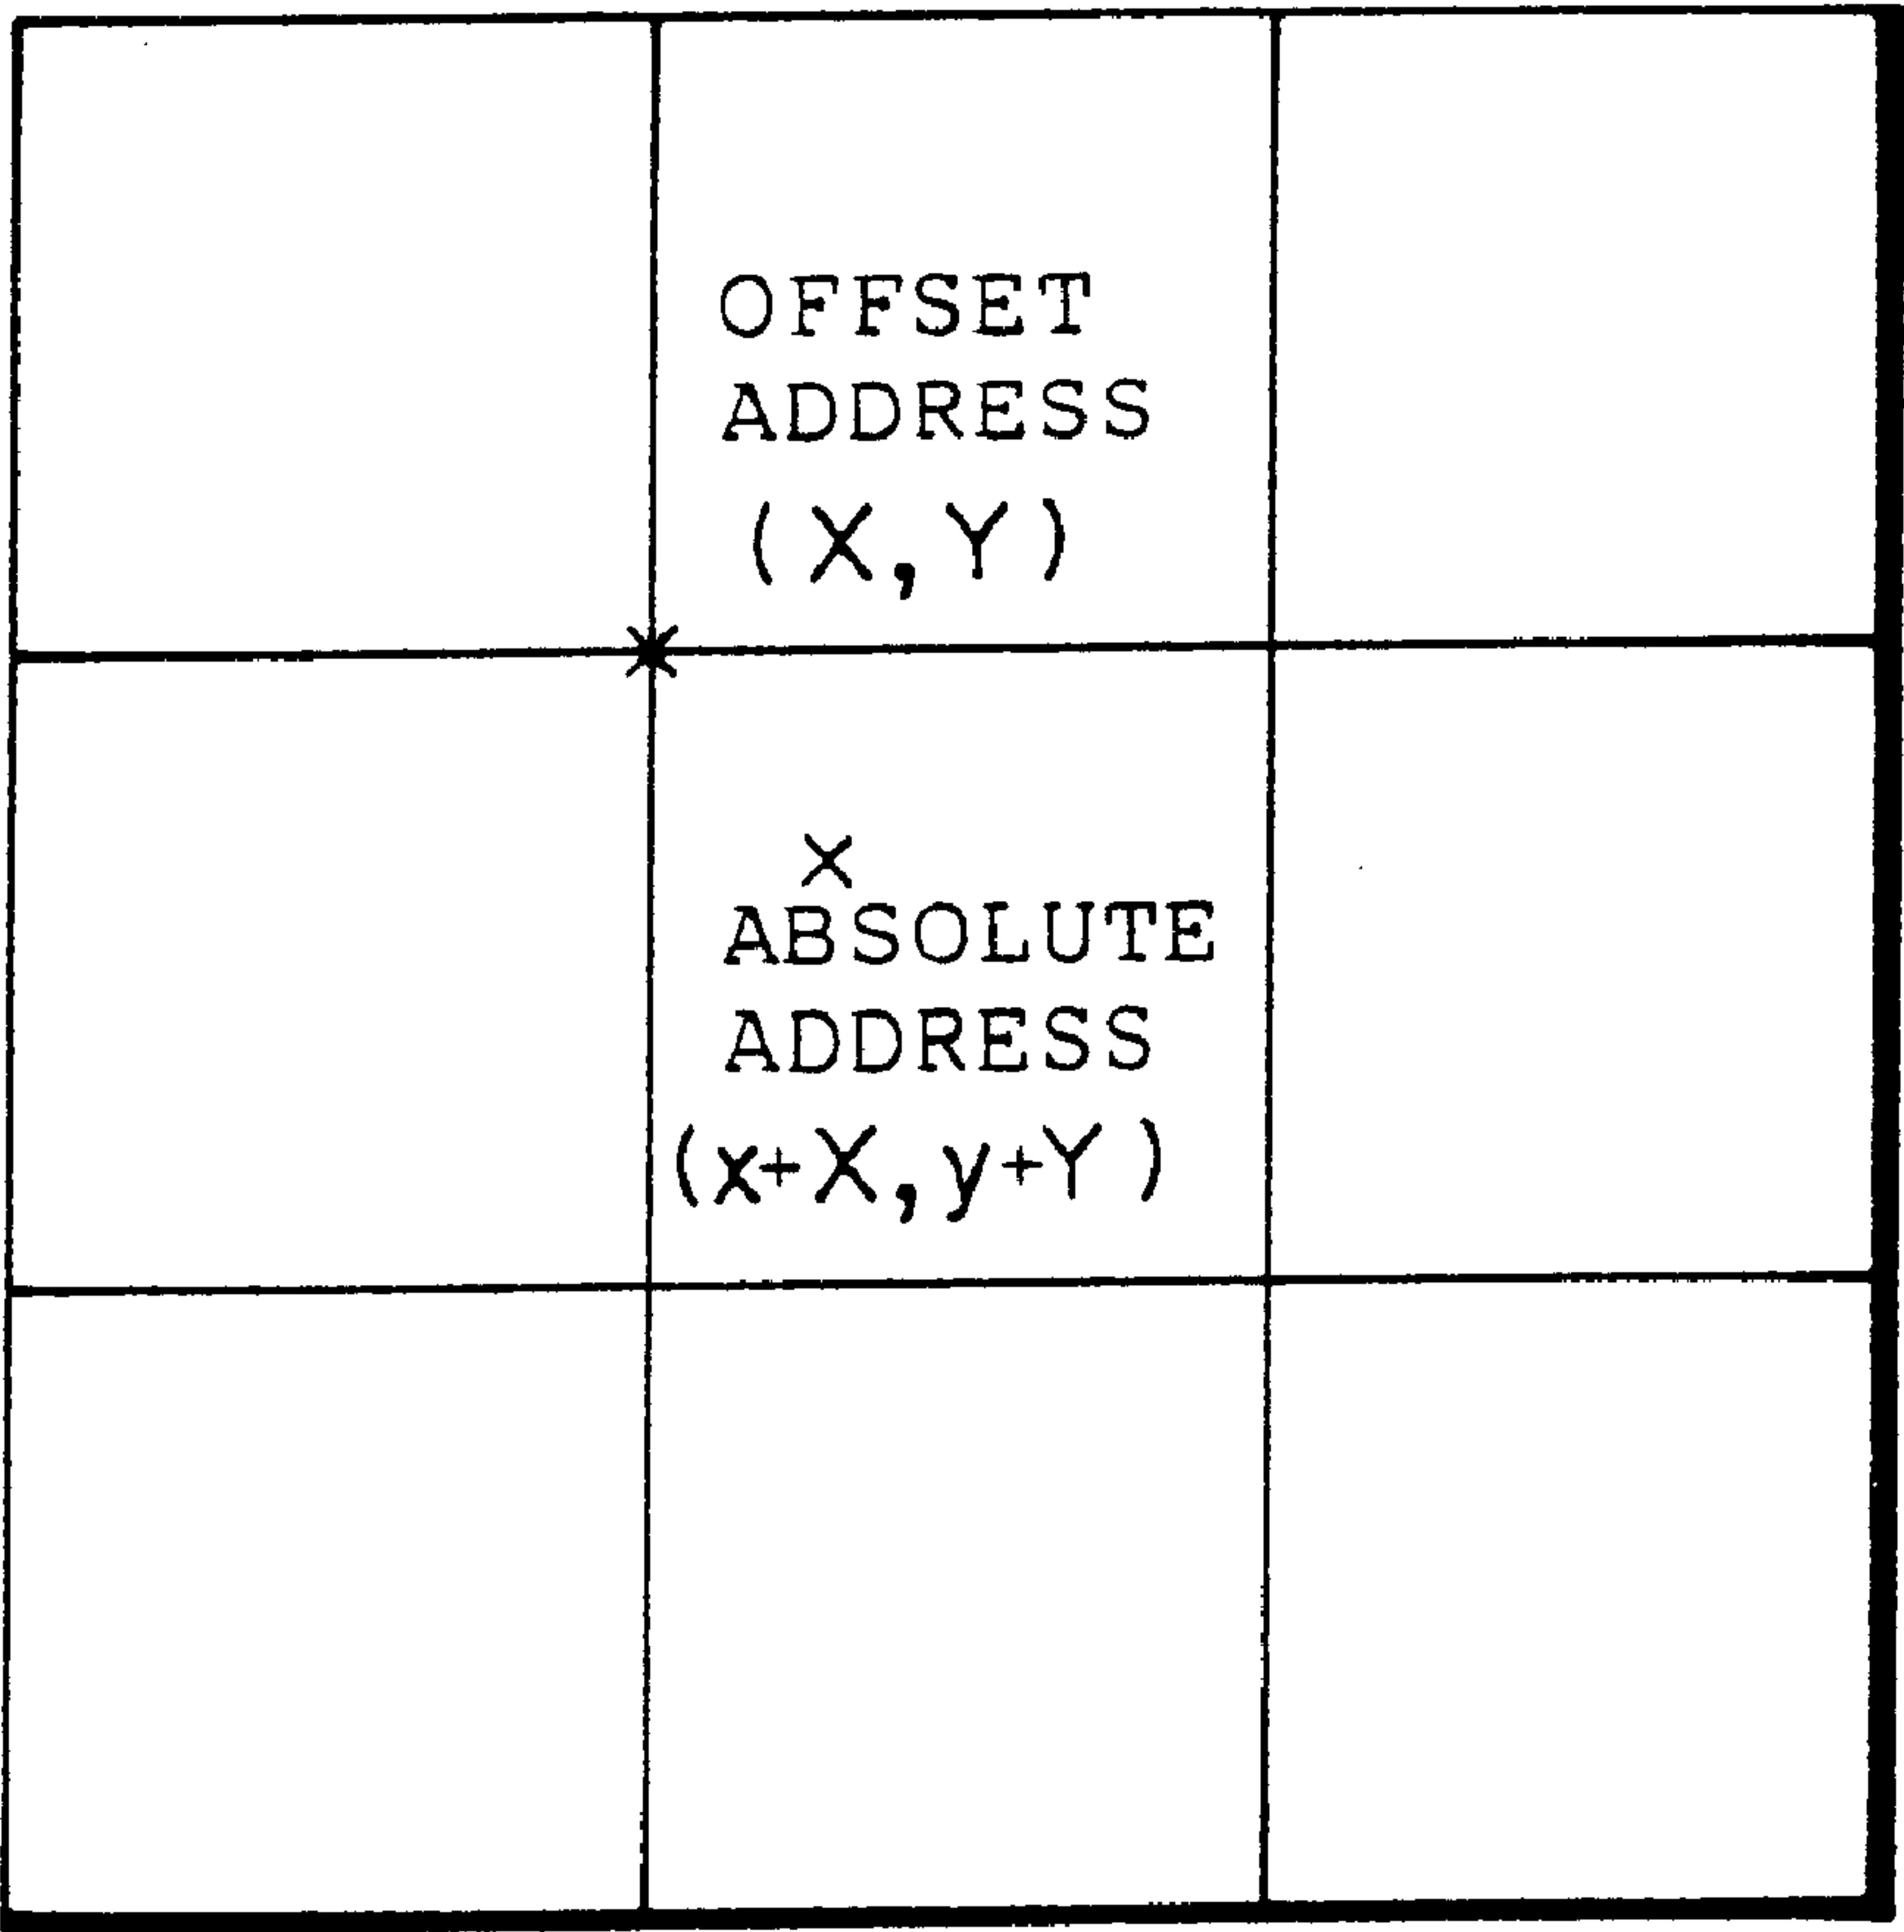 OFFSET
ADDRESS
(X,Y)
×
ABSOLUTE
ADDRESS
(x+X,y+Y)